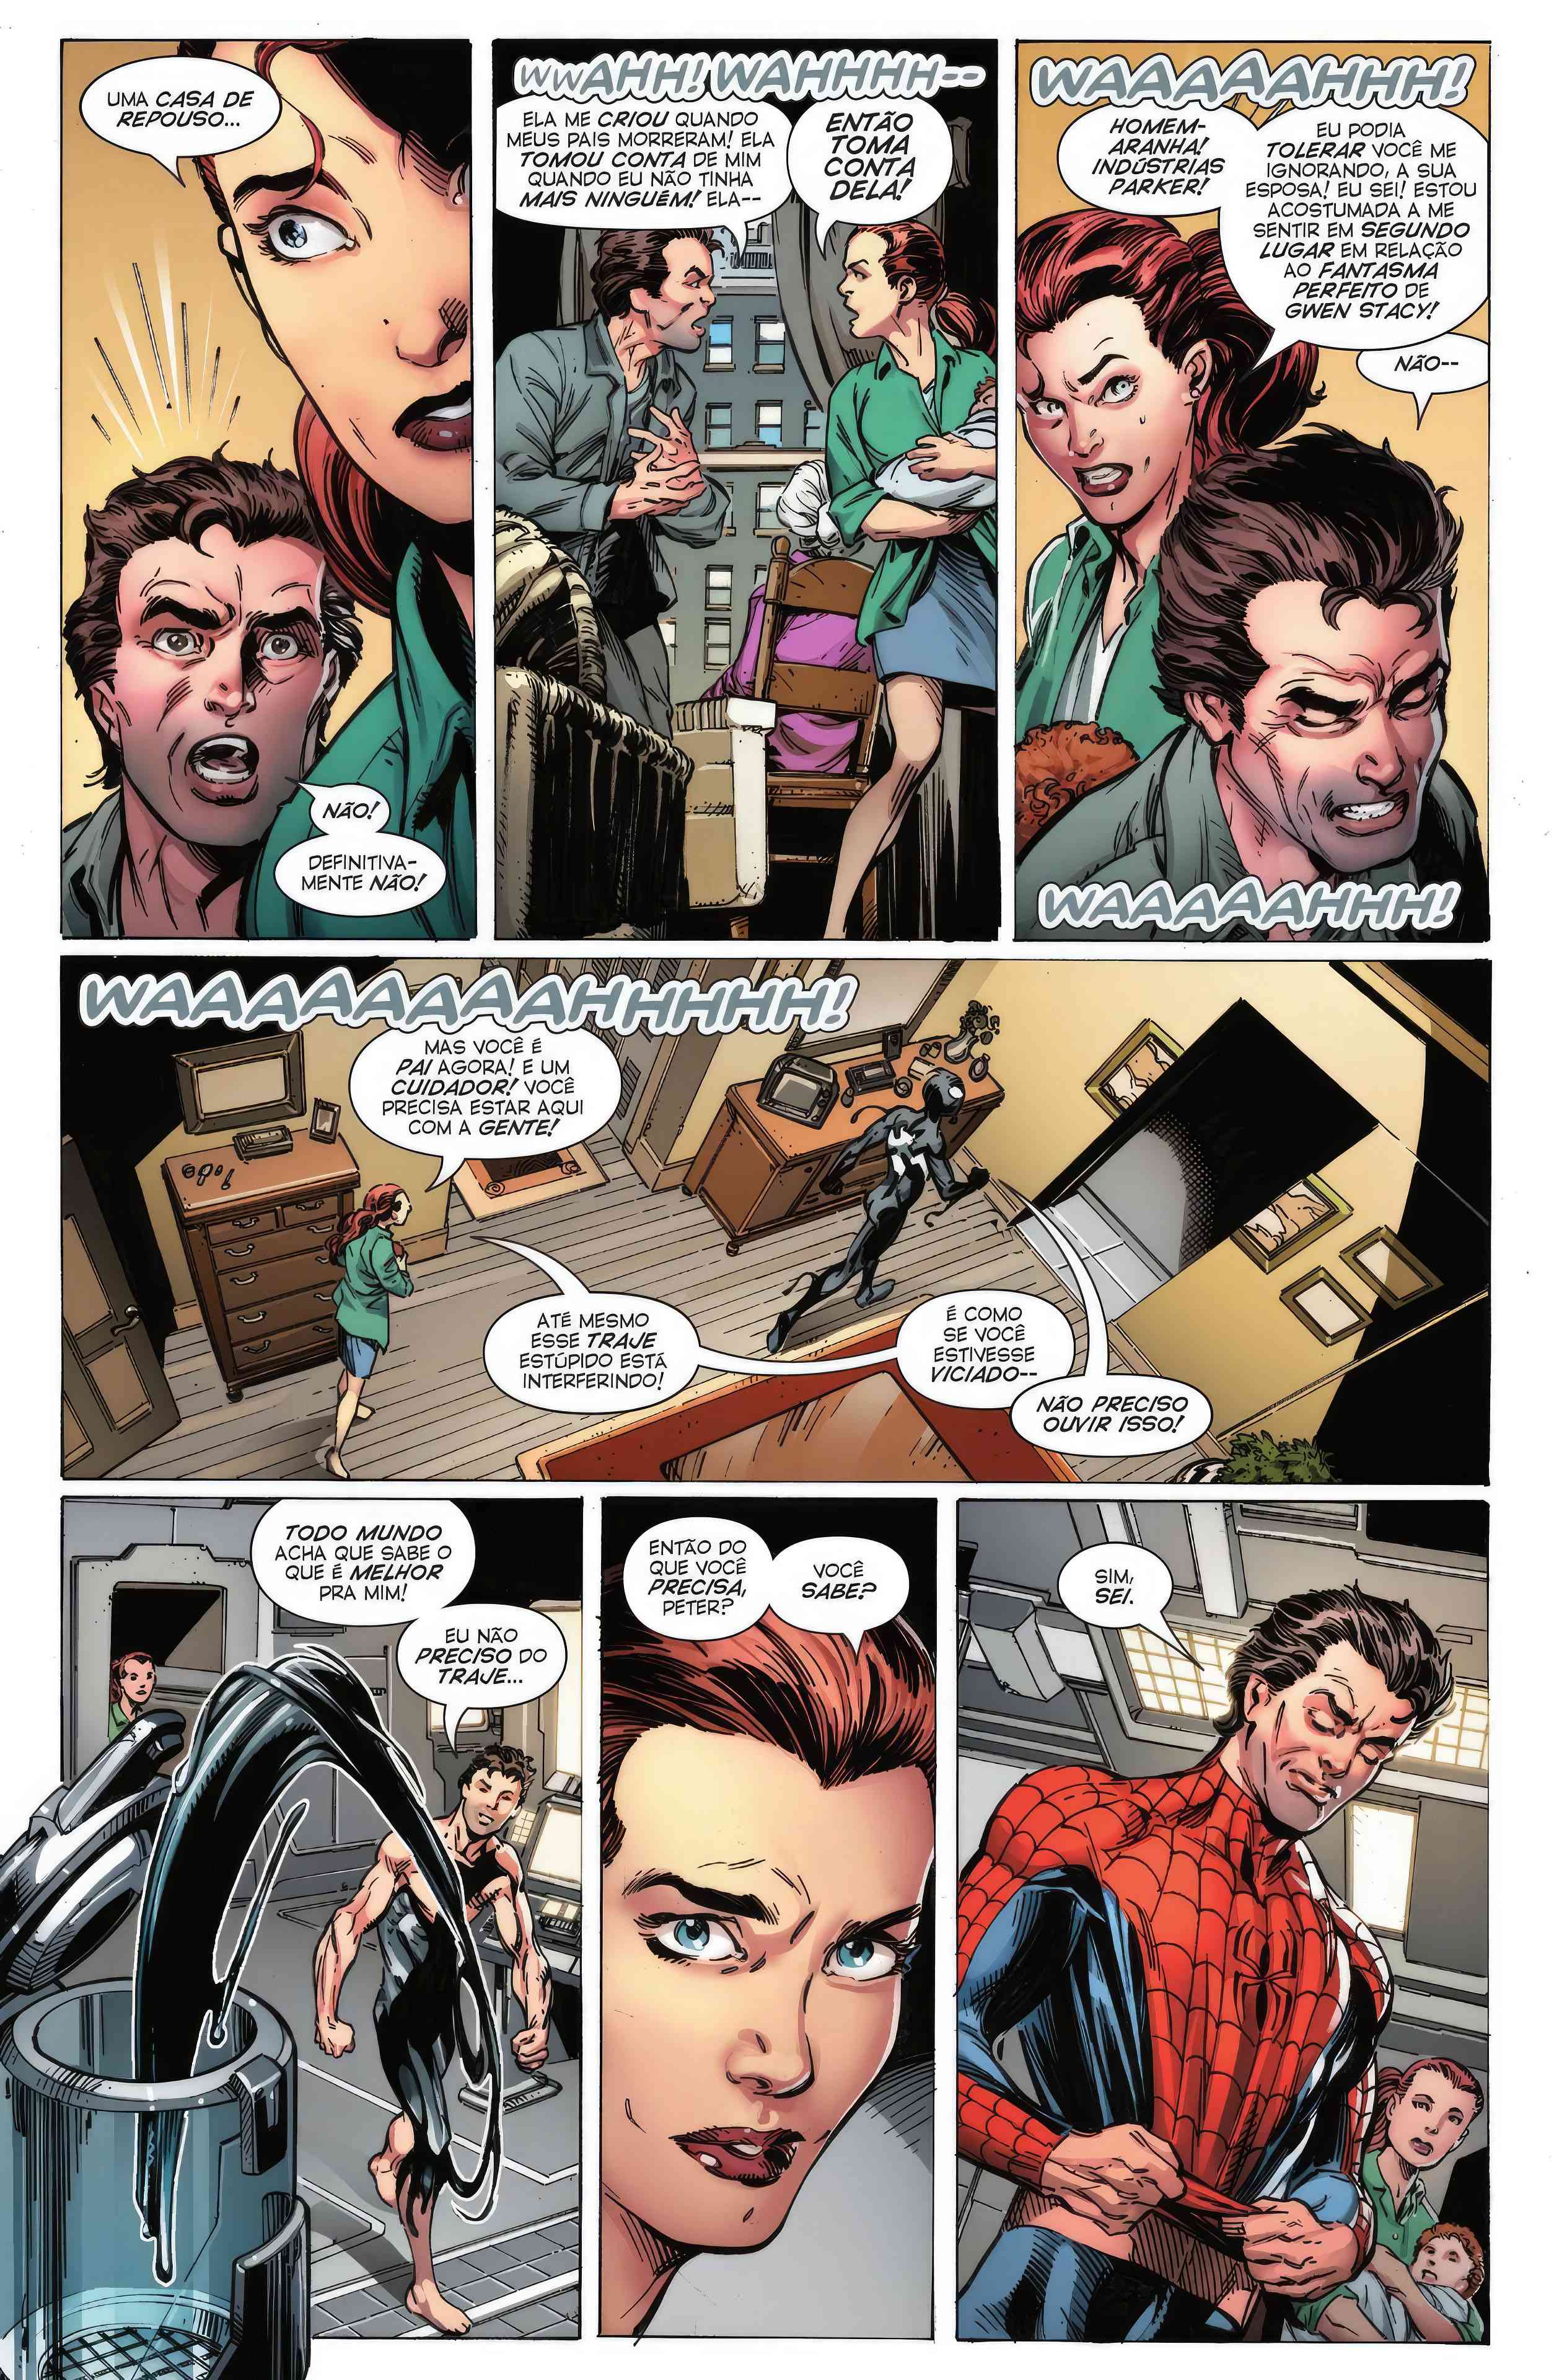 UMA CASA DE
REPOUSO...
NÃO!
DEFINITIVA-
MENTE NÃO!
WWAHH! WAHHHHH--
ELA ME CRIOU QUANDO
MEUS PAIS MORRERAM! ELA
TOMOU CONTA DE MIM
QUANDO EU NÃO TINHA
MAIS NINGUÉM! ELA--
ENTÃO
TOMA
CONTA
DELA!
WAAAAAHHH!
HOMEM-
ARANHA!
INDÚSTRIAS
PARKER!
EU PODIA
TOLERAR VOCÊ ME
IGNORANDO, A SUA
ESPOSA! EU SEI! ESTOU
ACOSTUMADA A ME
SENTIR EM SEGUNDO
LUGAR EM RELAÇÃO
AO FANTASMA
PERFEITO DE
GWEN STACY!
NÃO--
WAAAAAAHHH!
WAAAAAAAAAHHHHHH!
MAS VOCÊ É
PAI AGORA! E UM
CUIDADOR! VOCÊ
PRECISA ESTAR AQUI
COM A GENTE!
ATÉ MESMO
ESSE TRAJE
ESTÚPIDO ESTÁ
INTERFERINDO!
É COMO
SE VOCÊ
ESTIVESSE
VICIADO--
NÃO PRECISO
OUVIR ISSO!
TODO MUNDO
ACHA QUE SABE O
QUE É MELHOR
PRA MIM!
EU NÃO
PRECISO DO
TRAJE...
ENTÃO DO
QUE VOCÊ
PRECISA,
PETER?
VOCÊ
SABE?
SIM,
SEI.